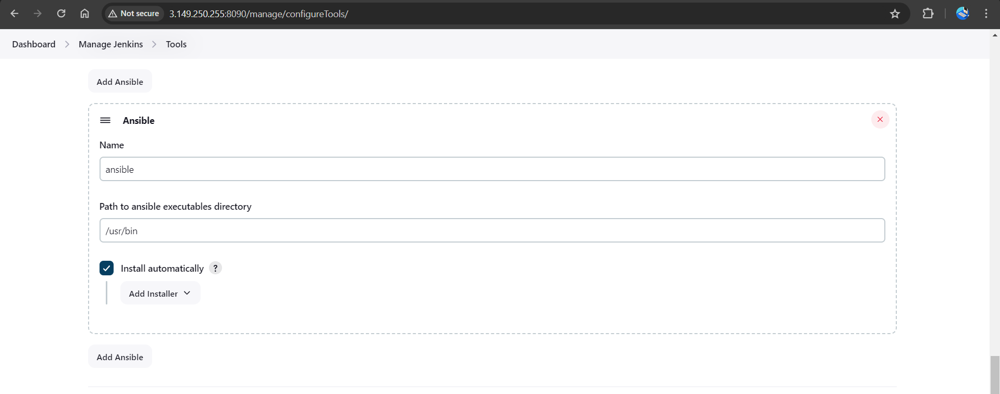 Not secure 3.149.250.255:8090/manage/configureTools/
Dashboard Manage Jenkins Tools
Add Ansible
Ansible
Name
ansible
Path to ansible executables directory
/usr/bin
Install automatically ?
Add Installer
Add Ansible